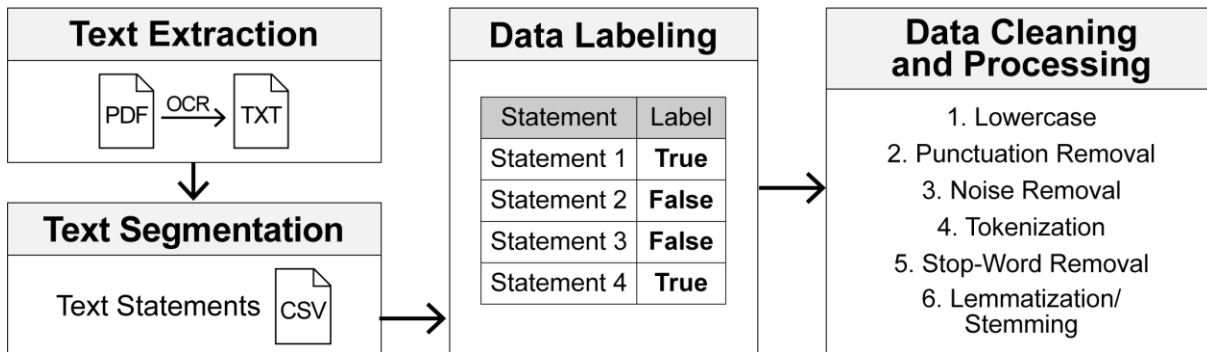 Text Extraction
PDF
OCR
TXT
Text Segmentation
Text Statements
CSV
Data Labeling
Statement Label
Statement 1 True
Statement 2 False
Statement 3 False
Statement 4 True
Data Cleaning
and Processing
1. Lowercase
2. Punctuation Removal
3. Noise Removal
4. Tokenization
5. Stop-Word Removal
6. Lemmatization/
Stemming